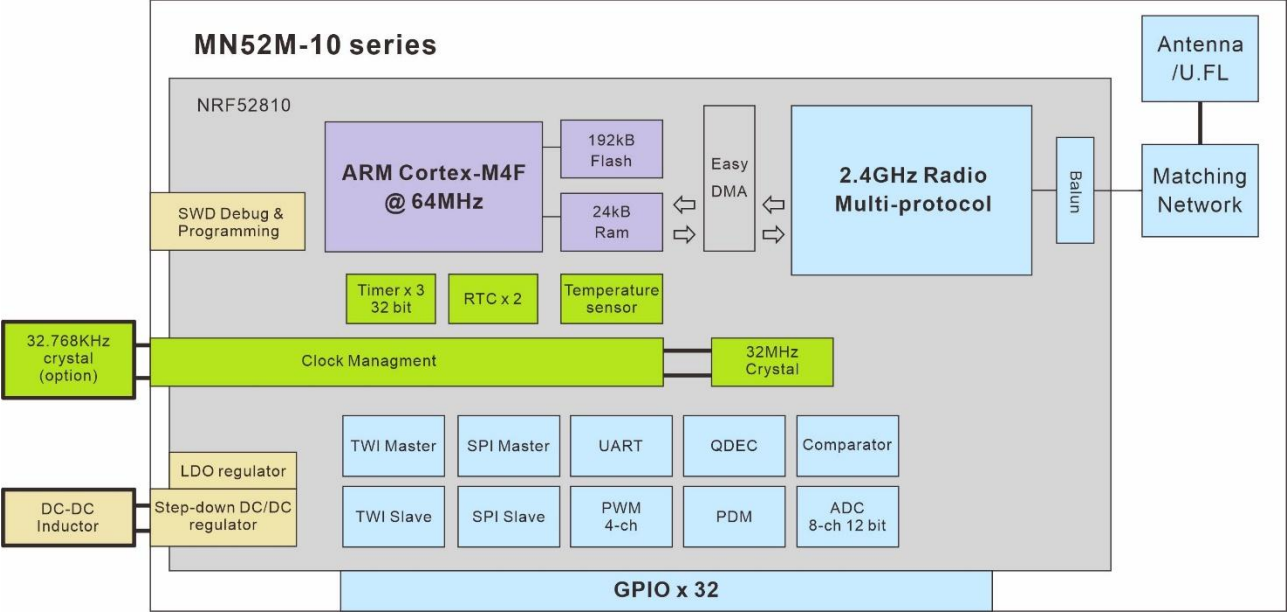 MN52M-10 series
Antenna
/U.FL
NRF52810
ARM Cortex-M4F
@ 64MHz
192kB
Flash
24kB
Ram
Easy
DMA
2.4GHz Radio
Multi-protocol
Balun
Matching
Network
SWD Debug &
Programming
Timer x 3
32 bit
RTC x 2
Temperature
sensor
32.768KHz
crystal
(option)
Clock Managment
32MHz
Crystal
TWI Master
SPI Master
UART
QDEC
Comparator
LDO regulator
DC-DC
Inductor
Step-down DC/DC
regulator
TWI Slave
SPI Slave
PWM
4-ch
PDM
ADC
8-ch 12 bit
GPIO x 32